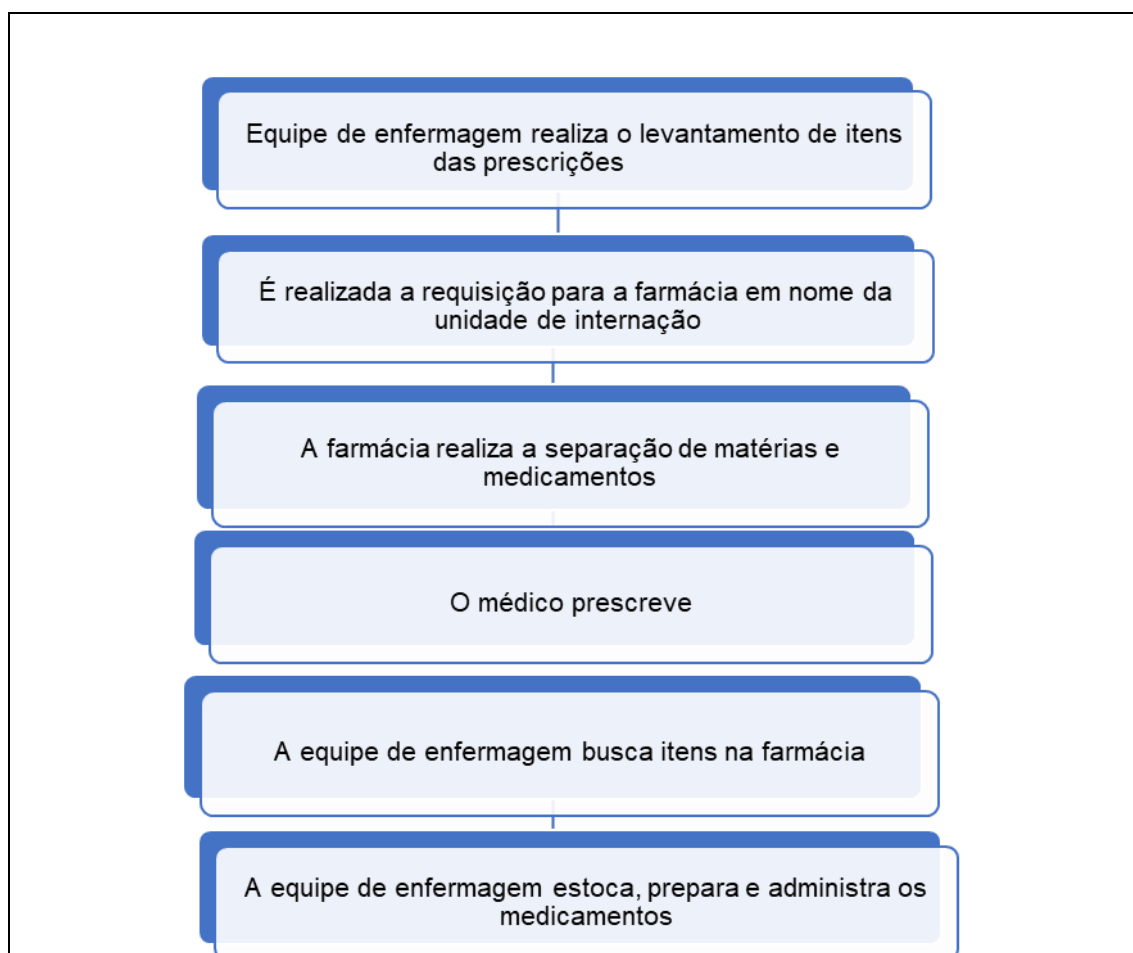 Equipe de enfermagem realiza o levantamento de itens
das prescrições
É realizada a requisição para a farmácia em nome da
unidade de internação
A farmácia realiza a separação de matérias e
medicamentos
O médico prescreve
A equipe de enfermagem busca itens na farmácia
A equipe de enfermagem estoca, prepara e administra os
medicamentos